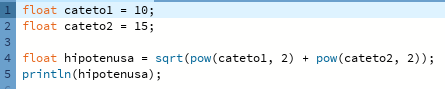 1 float cateto1 = 10;
2 float cateto2 = 15;
3
4 float hipotenusa = sqrt(pow(cateto1, 2) + pow(cateto2, 2));
5 println(hipotenusa);